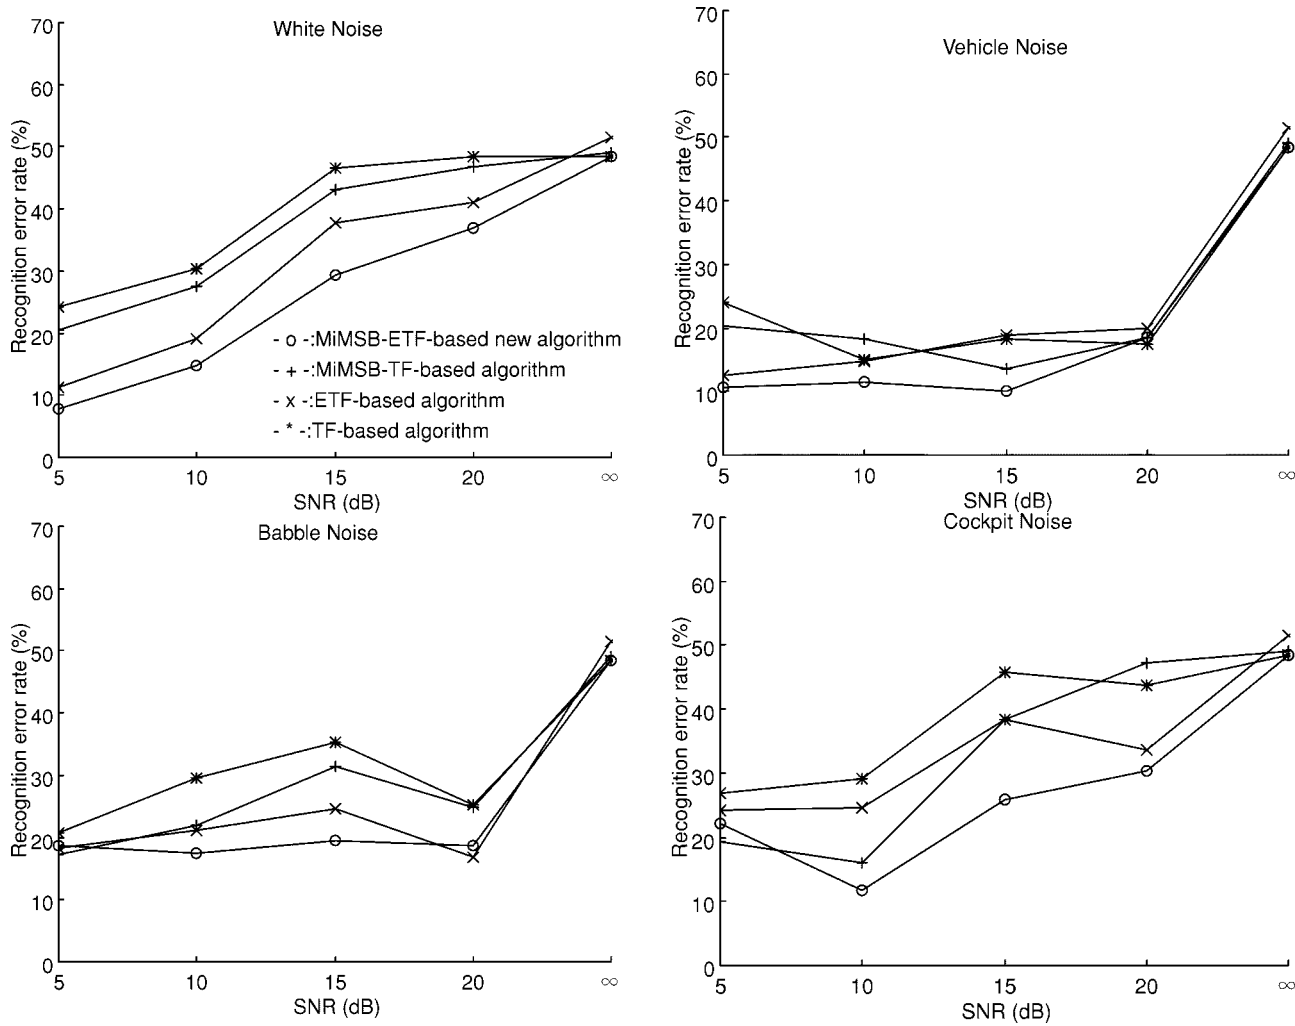 White Noise
70
60
50
40
30
20
10
0
Recognition error rate (%)
- o -:MiMSB-ETF-based new algorithm
- + -:MiMSB-TF-based algorithm
- x -:ETF-based algorithm
- * -:TF-based algorithm
5 10 15 20 ∞
SNR (dB)
Vehicle Noise
70
60
50
40
30
20
10
0
Recognition error rate (%)
5 10 15 20 ∞
SNR (dB)
Babble Noise
70
60
50
40
30
20
10
0
Recognition error rate (%)
5 10 15 20 ∞
SNR (dB)
Cockpit Noise
70
60
50
40
30
20
10
0
Recognition error rate (%)
5 10 15 20 ∞
SNR (dB)